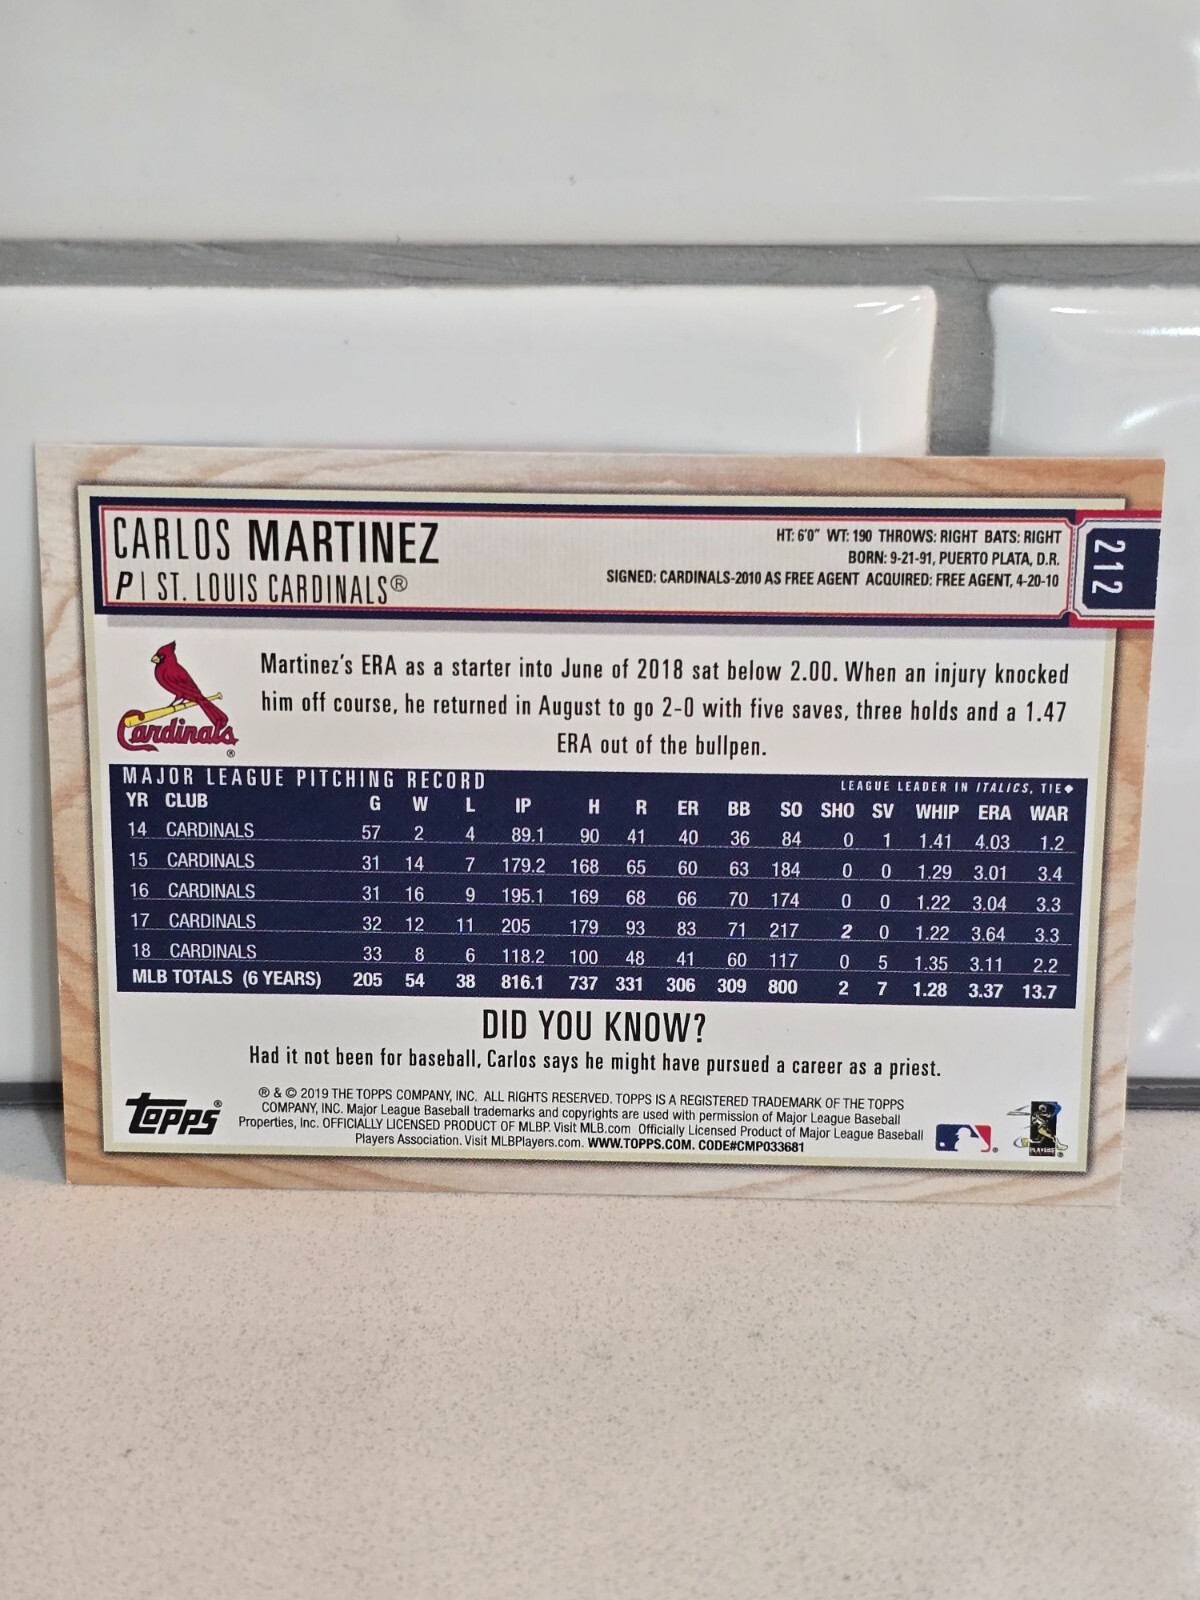 CARLOS MARTINEZ
P | ST. LOUIS CARDINALS®
HT: 6'0" WT: 190 THROWS: RIGHT BATS: RIGHT
BORN: 9-21-91, PUERTO PLATA, D.R.
SIGNED: CARDINALS-2010 AS FREE AGENT ACQUIRED: FREE AGENT, 4-20-10
212
Cardinals®
Martinez's ERA as a starter into June of 2018 sat below 2.00. When an injury knocked
him off course, he returned in August to go 2-0 with five saves, three holds and a 1.47
ERA out of the bullpen.
MAJOR LEAGUE PITCHING RECORD LEAGUE LEADER IN ITALICS, TIE◆
YR CLUB G W L IP H R ER BB SO SHO SV WHIP ERA WAR
14 CARDINALS 57 2 4 89.1 90 41 40 36 84 0 1 1.41 4.03 1.2
15 CARDINALS 31 14 7 179.2 168 65 60 63 184 0 0 1.29 3.01 3.4
16 CARDINALS 31 16 9 195.1 169 68 66 70 174 0 0 1.22 3.04 3.3
17 CARDINALS 32 12 11 205 179 93 83 71 217 2 0 1.22 3.64 3.3
18 CARDINALS 33 8 6 118.2 100 48 41 60 117 0 5 1.35 3.11 2.2
MLB TOTALS (6 YEARS) 205 54 38 816.1 737 331 306 309 800 2 7 1.28 3.37 13.7
DID YOU KNOW?
Had it not been for baseball, Carlos says he might have pursued a career as a priest.
Topps®
® & © 2019 THE TOPPS COMPANY, INC. ALL RIGHTS RESERVED. TOPPS IS A REGISTERED TRADEMARK OF THE TOPPS
COMPANY, INC. Major League Baseball trademarks and copyrights are used with permission of Major League Baseball
Properties, Inc. OFFICIALLY LICENSED PRODUCT OF MLBP. Visit MLB.com Officially Licensed Product of Major League Baseball
Players Association. Visit MLBPlayers.com. WWW.TOPPS.COM. CODE#CMP033681
PLAYERS